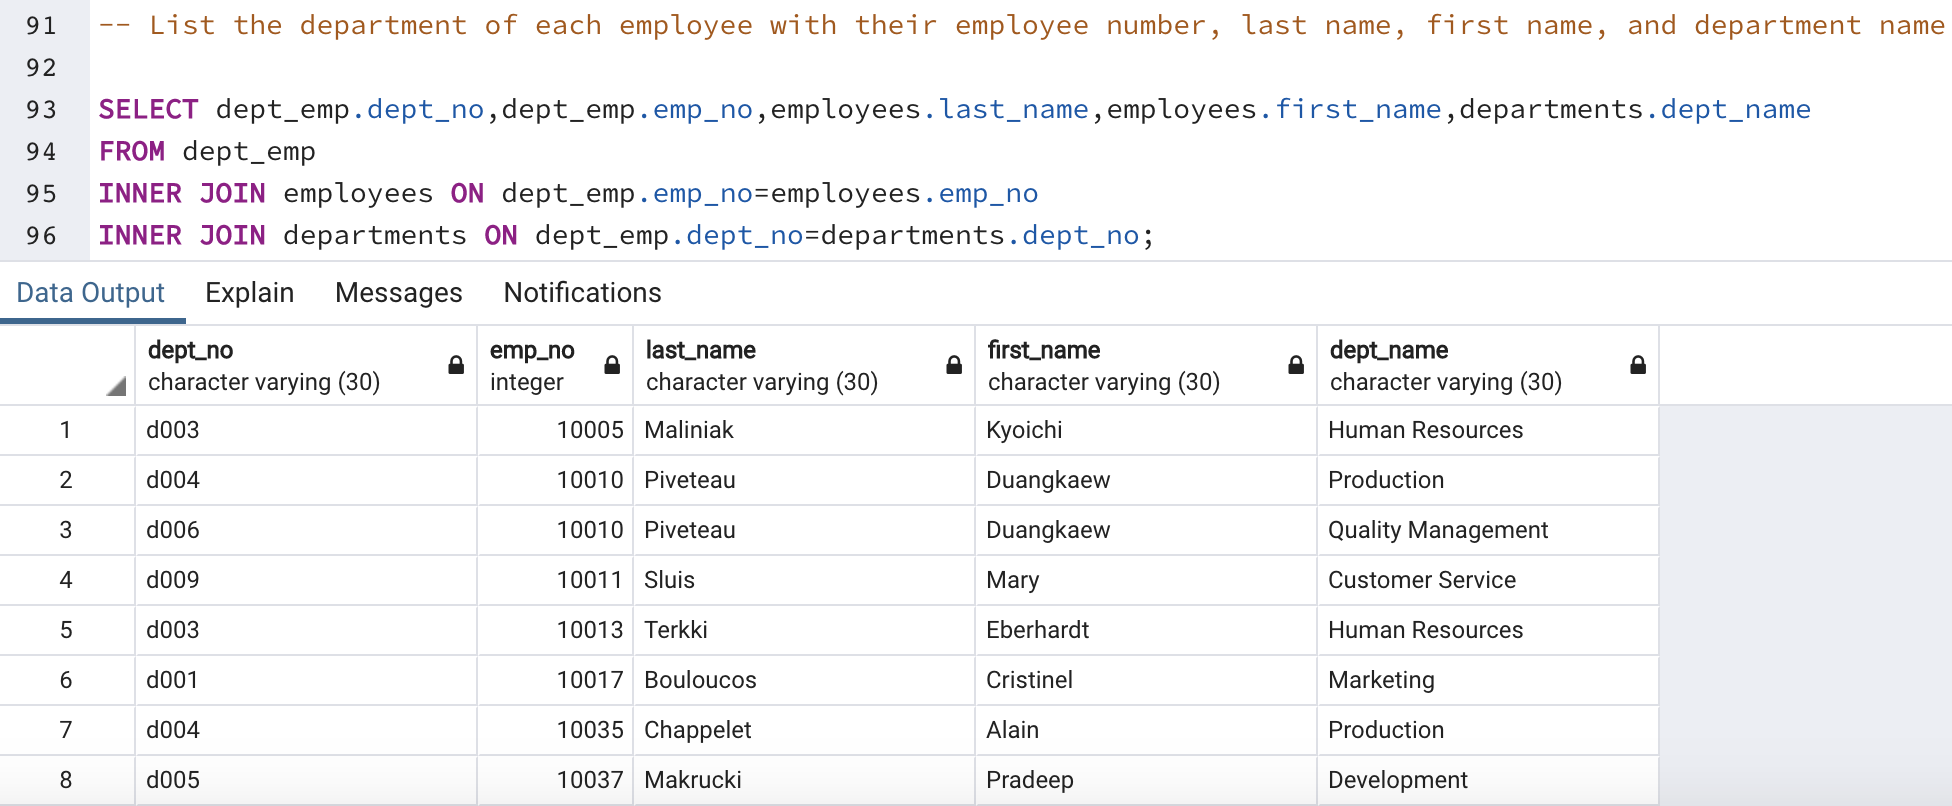 91 -- List the department of each employee with their employee number, last name, first name, and department name
92
93 SELECT dept_emp.dept_no,dept_emp.emp_no,employees.last_name,employees.first_name,departments.dept_name
94 FROM dept_emp
95 INNER JOIN employees ON dept_emp.emp_no=employees.emp_no
96 INNER JOIN departments ON dept_emp.dept_no=departments.dept_no;
Data Output Explain Messages Notifications
dept_no emp_no last_name first_name dept_name
character varying (30) integer character varying (30) character varying (30) character varying (30)
1 d003 10005 Maliniak Kyoichi Human Resources
2 d004 10010 Piveteau Duangkaew Production
3 d006 10010 Piveteau Duangkaew Quality Management
4 d009 10011 Sluis Mary Customer Service
5 d003 10013 Terkki Eberhardt Human Resources
6 d001 10017 Bouloucos Cristinel Marketing
7 d004 10035 Chappelet Alain Production
8 d005 10037 Makrucki Pradeep Development